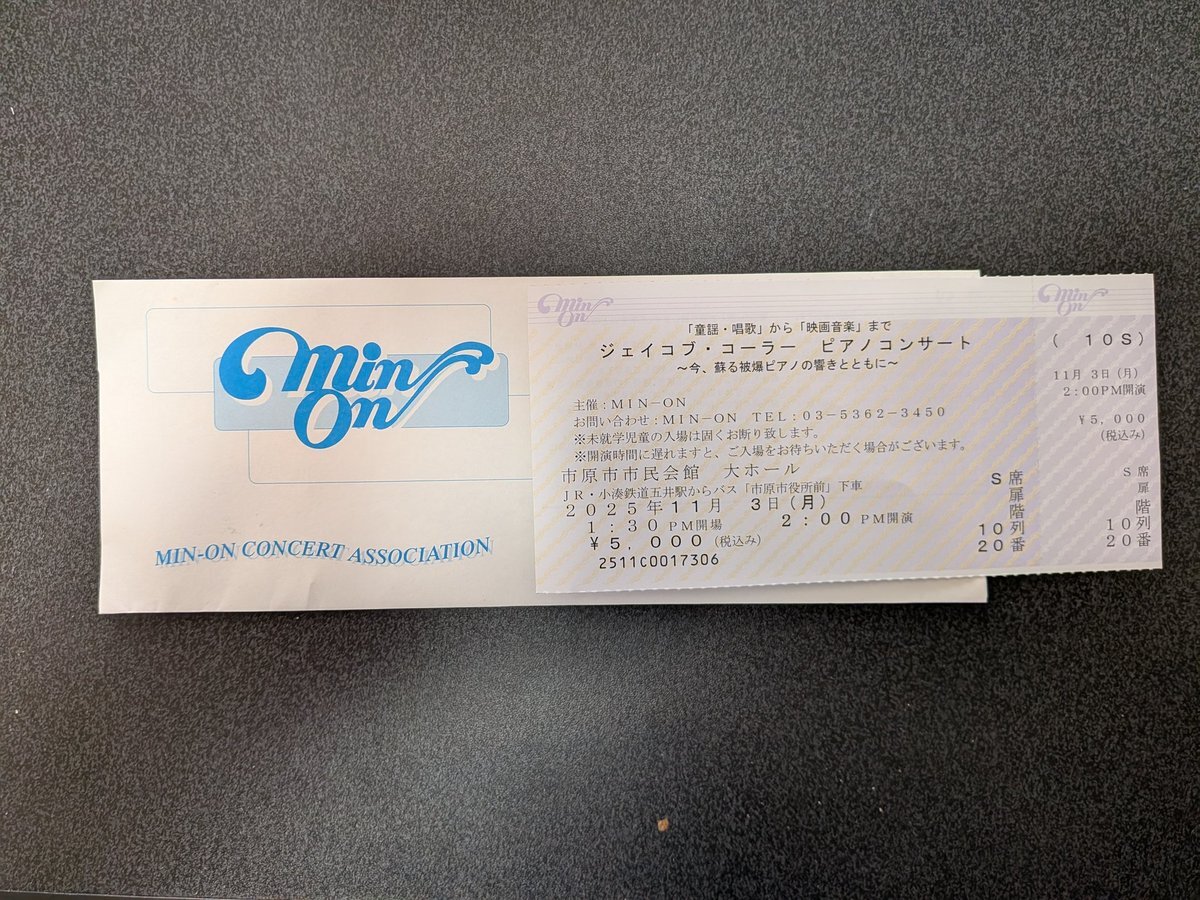 min
On
MIN-ON CONCERT ASSOCIATION
min
On
「童謡・唱歌」から「映画音楽」まで
ジェイコブ・コーラー ピアノコンサート
~今、蘇る被爆ピアノの響きとともに~
主催:MIN-ON
お問い合わせ:MIN-ON TEL:03-5362-3450
※未就学児童の入場は固くお断り致します。
※開演時間に遅れますと、ご入場をお待ちいただく場合がございます。
市原市市民会館 大ホール
JR・小湊鉄道五井駅からバス「市原市役所前」下車
2025年11月 3日(月)
1:30 PM開場 2:00 PM開演
¥5,000(税込み)
2511C0017306
S席
扉
階
10列
20番
min
On
( 10S)
11月 3日(月)
2:00PM開演
¥5,000
(税込み)
S席
扉
階
10列
20番